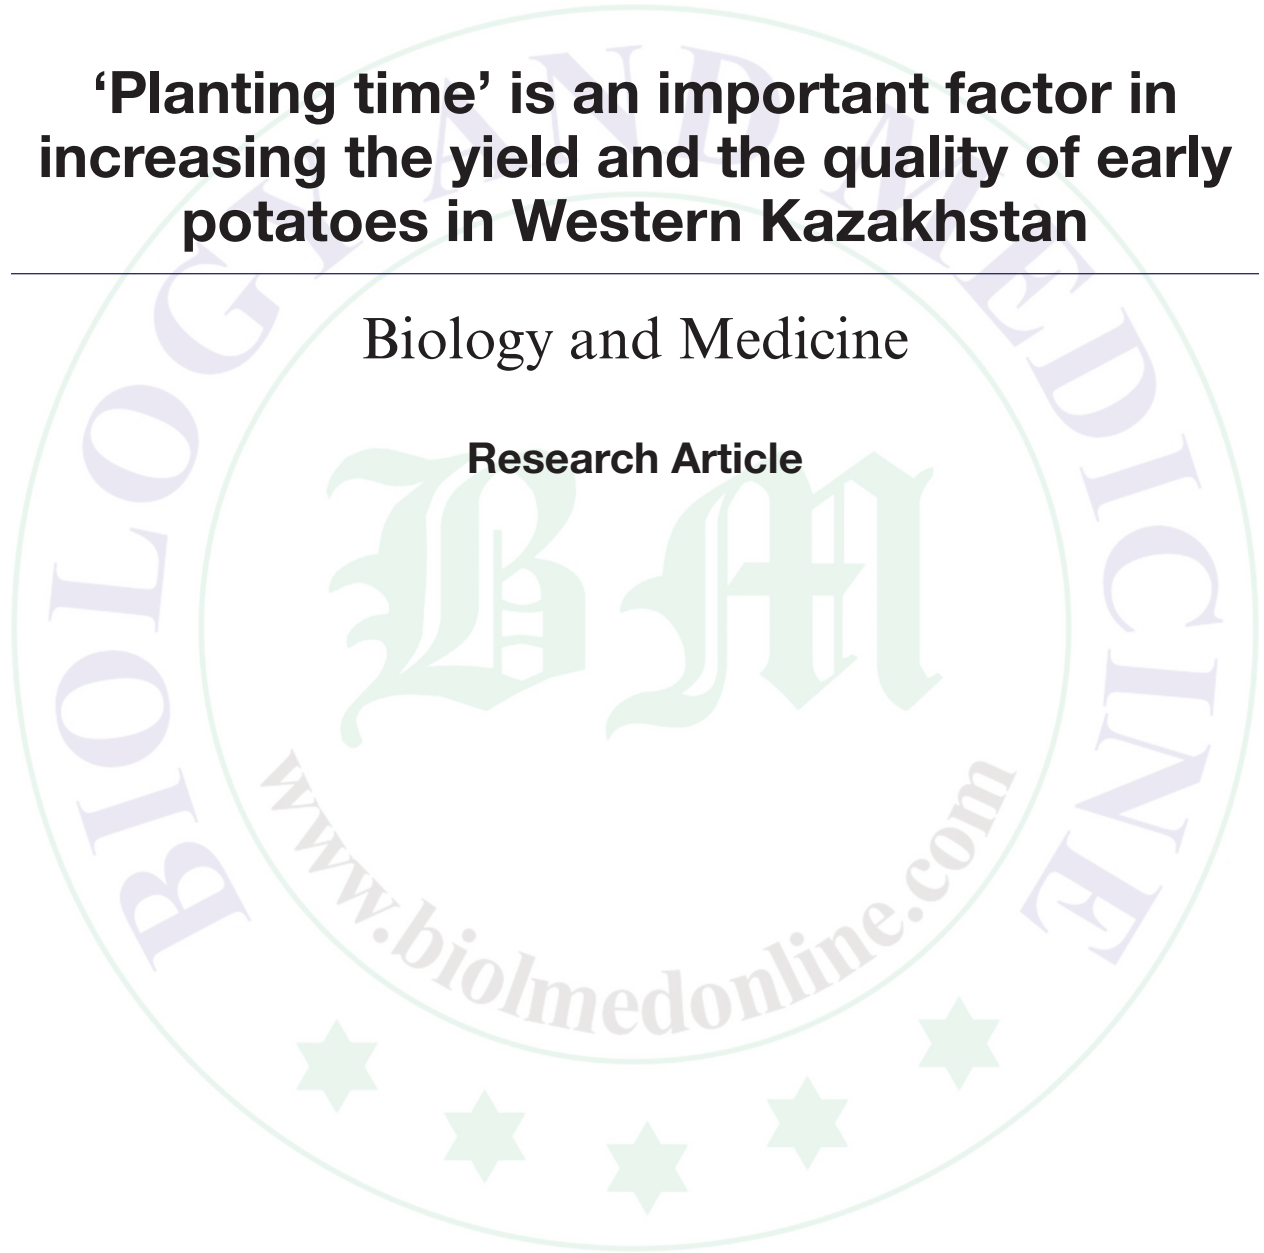 ‘Planting time’ is an important factor in
increasing the yield and the quality of early
potatoes in Western Kazakhstan
Biology and Medicine
Research Article
BIOLOGY AND MEDICINE
BM
www.biolmedonline.com